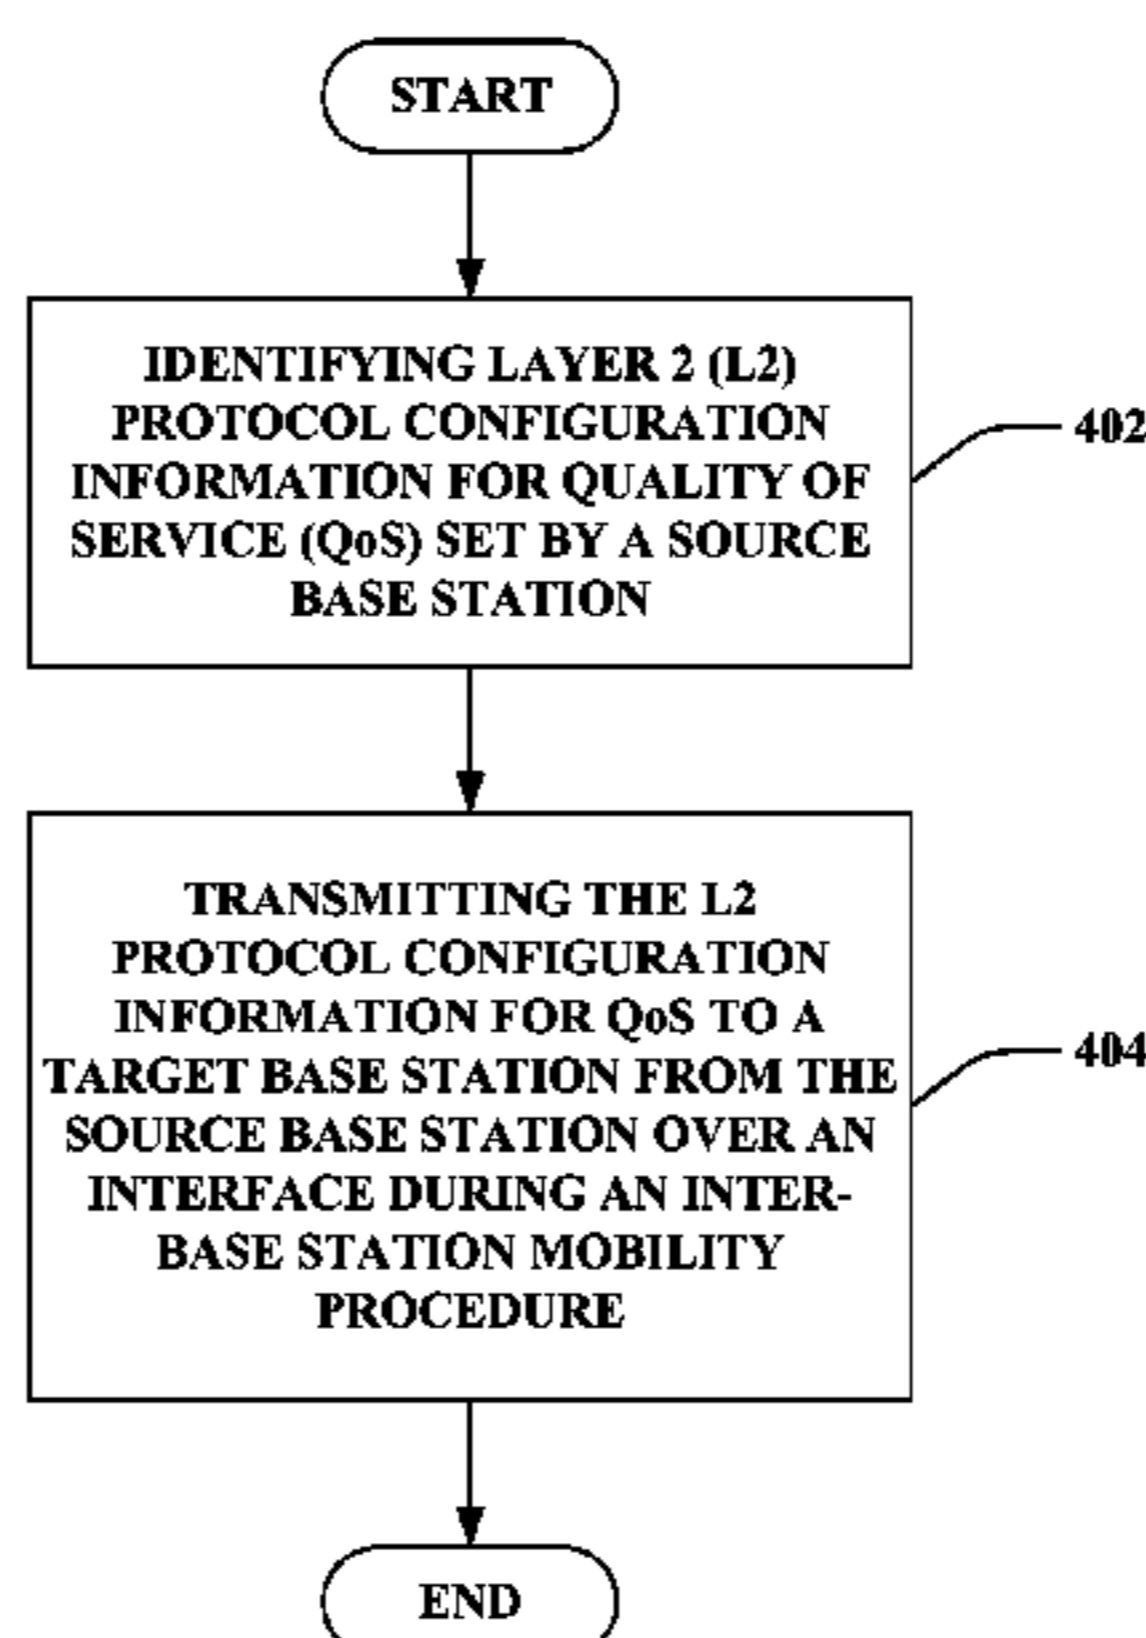 START
IDENTIFYING LAYER 2 (L2)
PROTOCOL CONFIGURATION
INFORMATION FOR QUALITY OF
SERVICE (QoS) SET BY A SOURCE
BASE STATION
402
TRANSMITTING THE L2
PROTOCOL CONFIGURATION
INFORMATION FOR QoS TO A
TARGET BASE STATION FROM THE
SOURCE BASE STATION OVER AN
INTERFACE DURING AN INTER-
BASE STATION MOBILITY
PROCEDURE
404
END